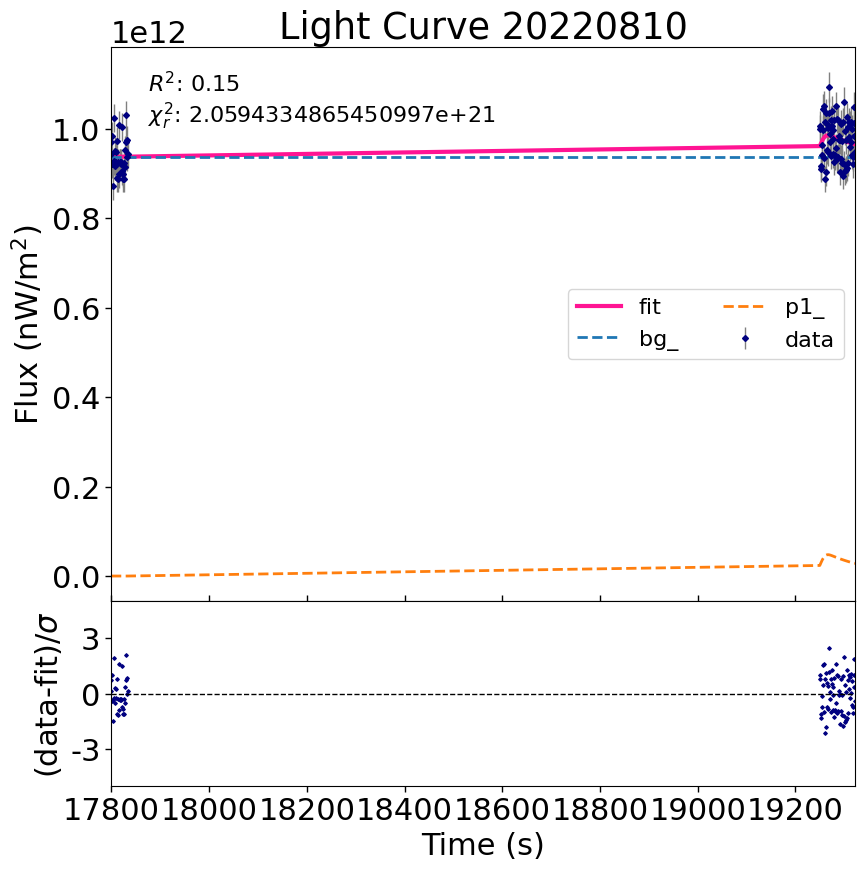 Light Curve 20220810
1e12
R²: 0.15
χ²ᵣ: 2.0594334865450997e+21
1.0
0.8
0.6
0.4
0.2
0.0
Flux (nW/m²)
fit
bg_
p1_
data
3
0
-3
(data-fit)/σ
17800 18000 18200 18400 18600 18800 19000 19200
Time (s)